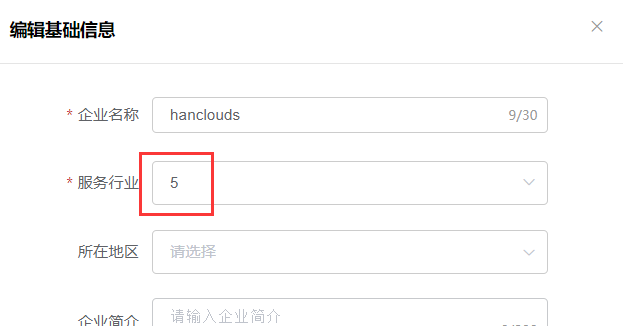 编辑基础信息
* 企业名称 hanclouds 9/30
* 服务行业 5
所在地区 请选择
企业简介 请输入企业简介